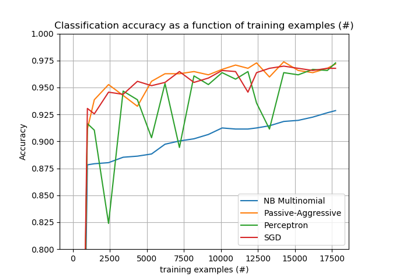 Classification accuracy as a function of training examples (#)
1.000
0.975
0.950
0.925
0.900
0.875
0.850
0.825
0.800
Accuracy
NB Multinomial
Passive-Aggressive
Perceptron
SGD
0 2500 5000 7500 10000 12500 15000 17500
training examples (#)